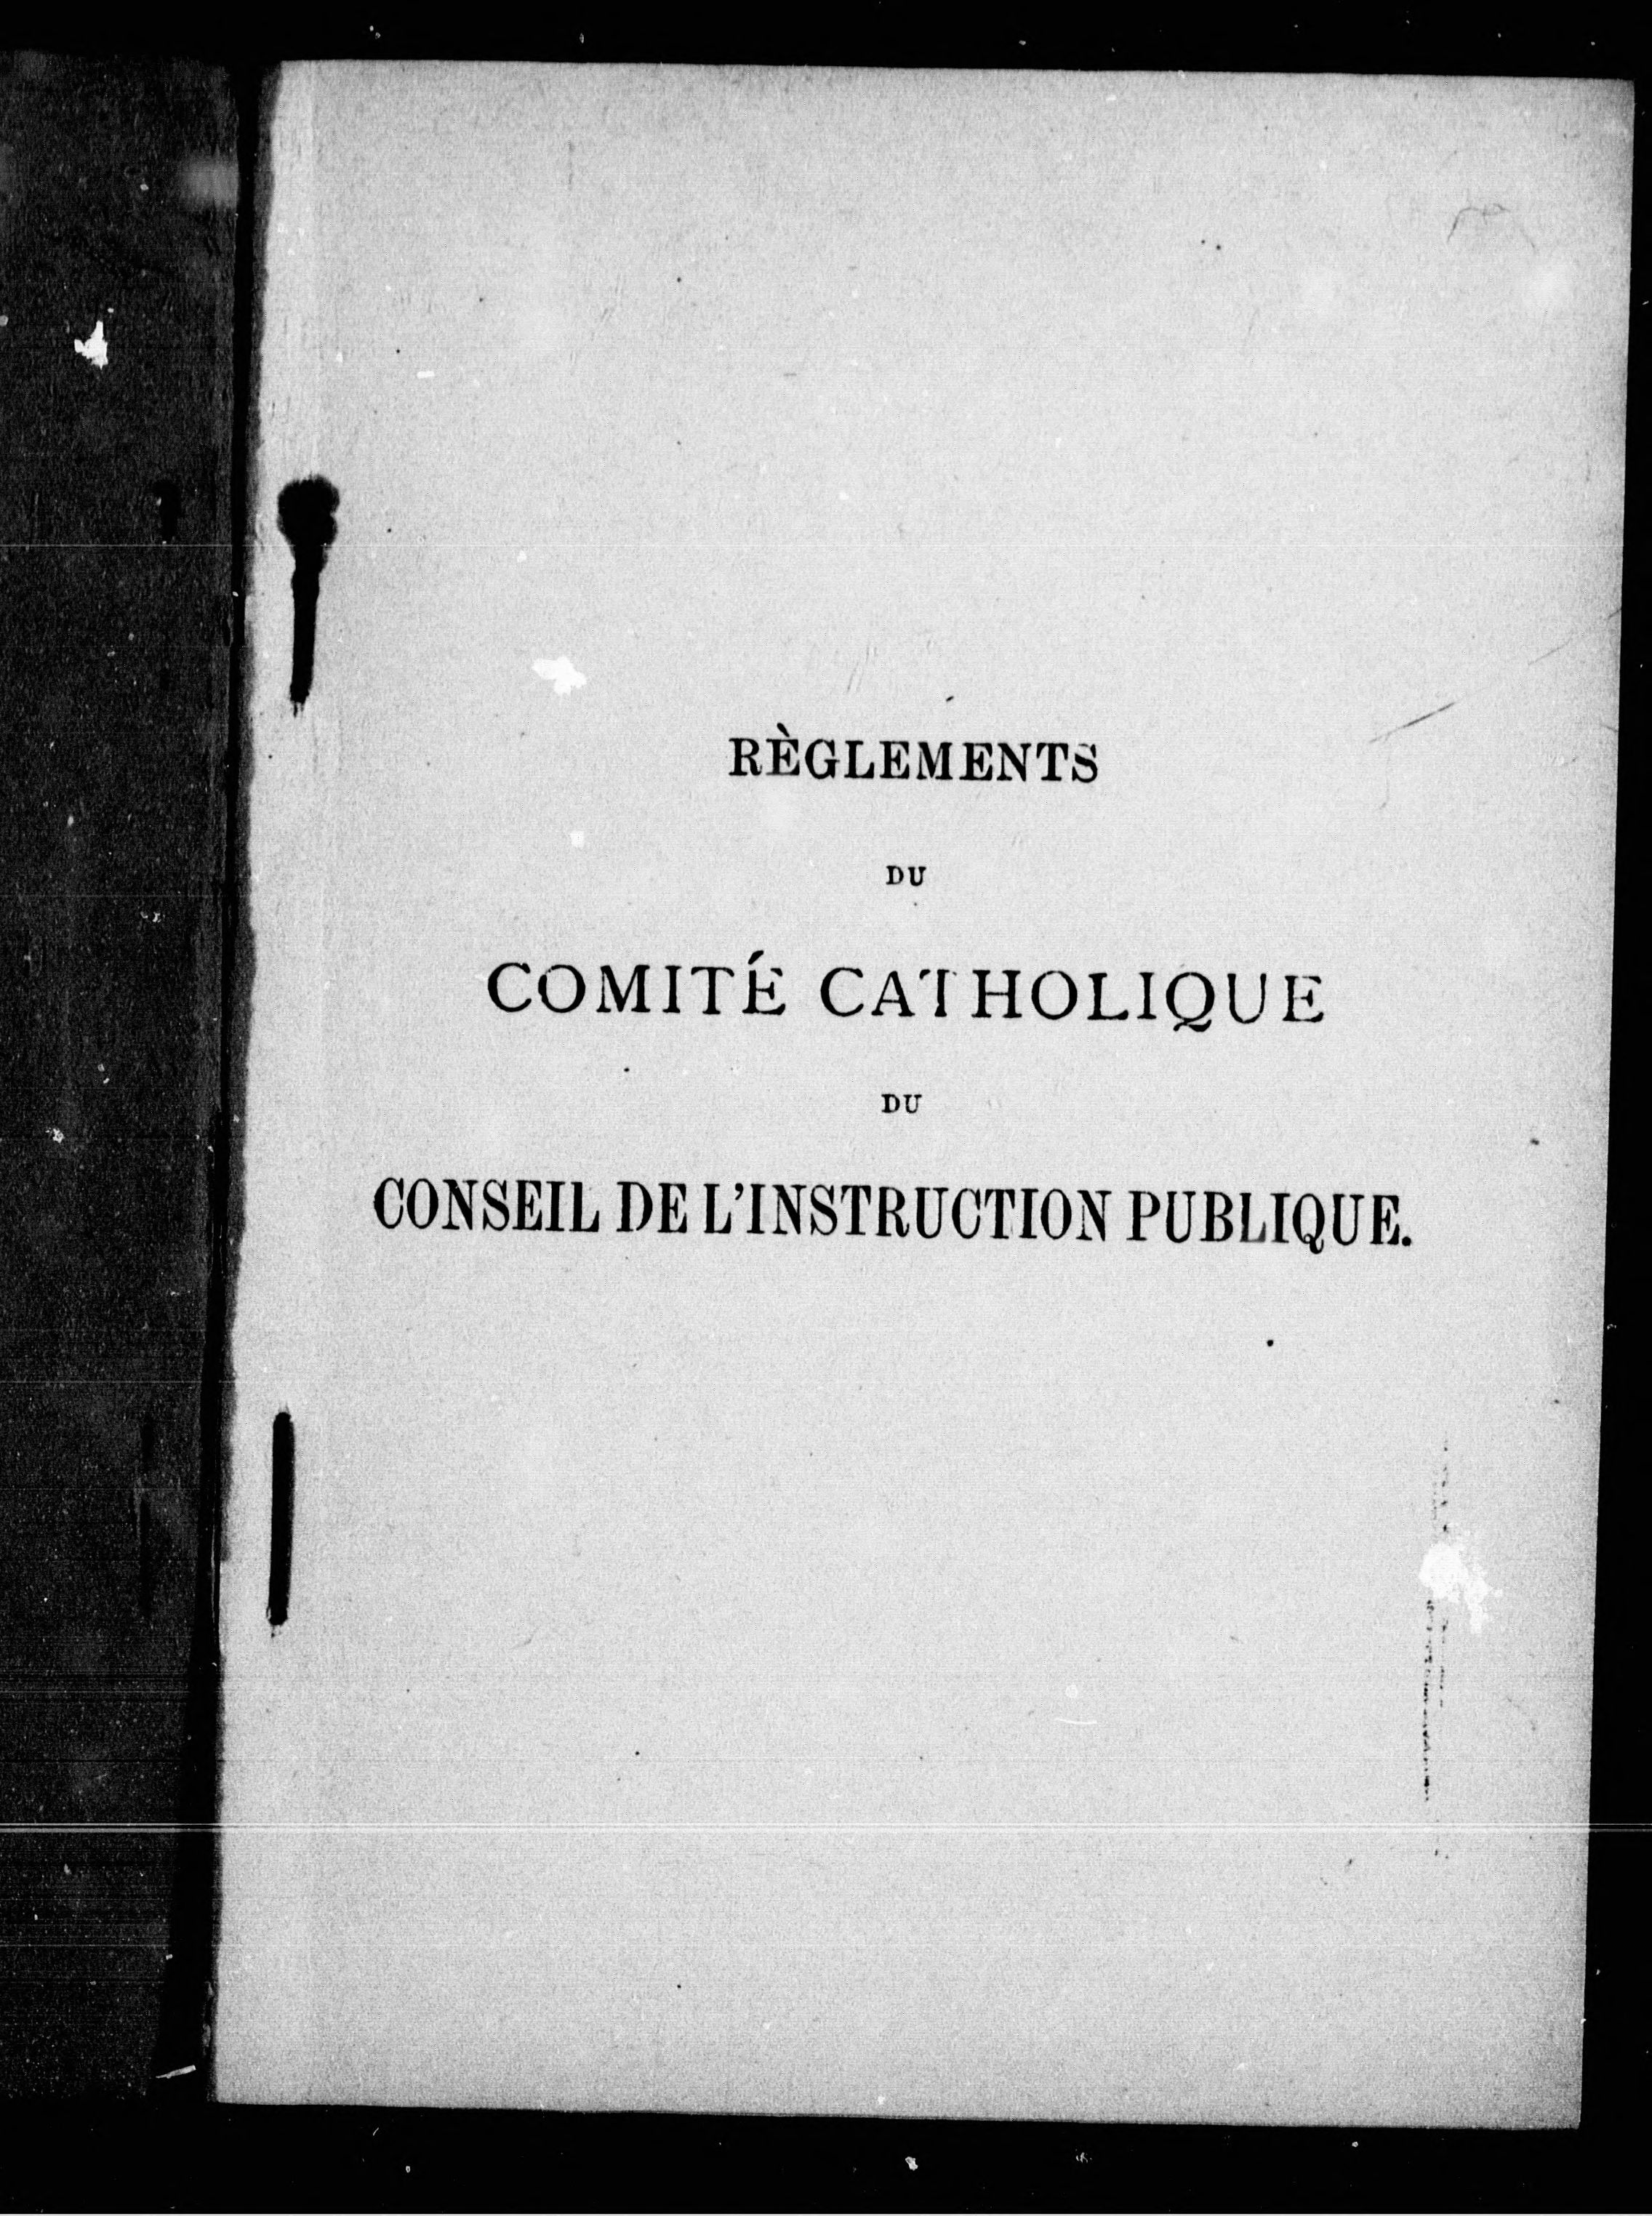 RÈGLEMENTS
DU
COMITÉ CATHOLIQUE
DU
CONSEIL DE L'INSTRUCTION PUBLIQUE.